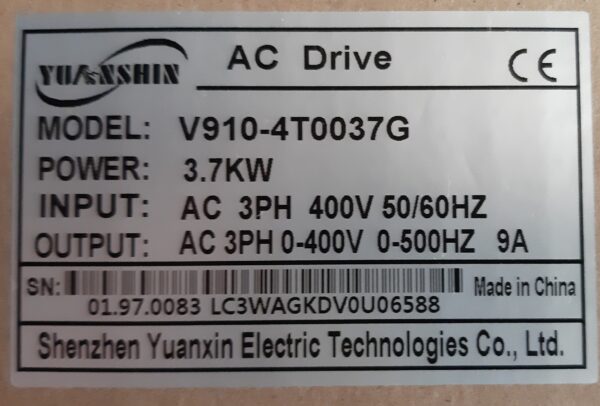 YUANSHIN
AC Drive
CE
MODEL: V910-4T0037G
POWER: 3.7KW
INPUT: AC 3PH 400V 50/60HZ
OUTPUT: AC 3PH 0-400V 0-500HZ 9A
SN: Made in China
01.97.0083 LC3WAGKDV0U06588
Shenzhen Yuanxin Electric Technologies Co., Ltd.